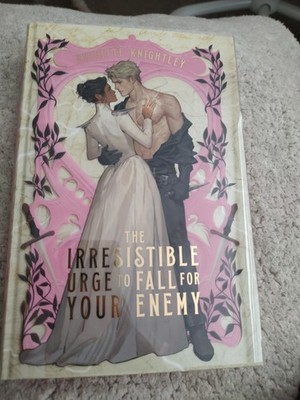 KNIGHTLEY
THE
IRRESISTIBLE
URGE TO FALL FOR
YOUR ENEMY